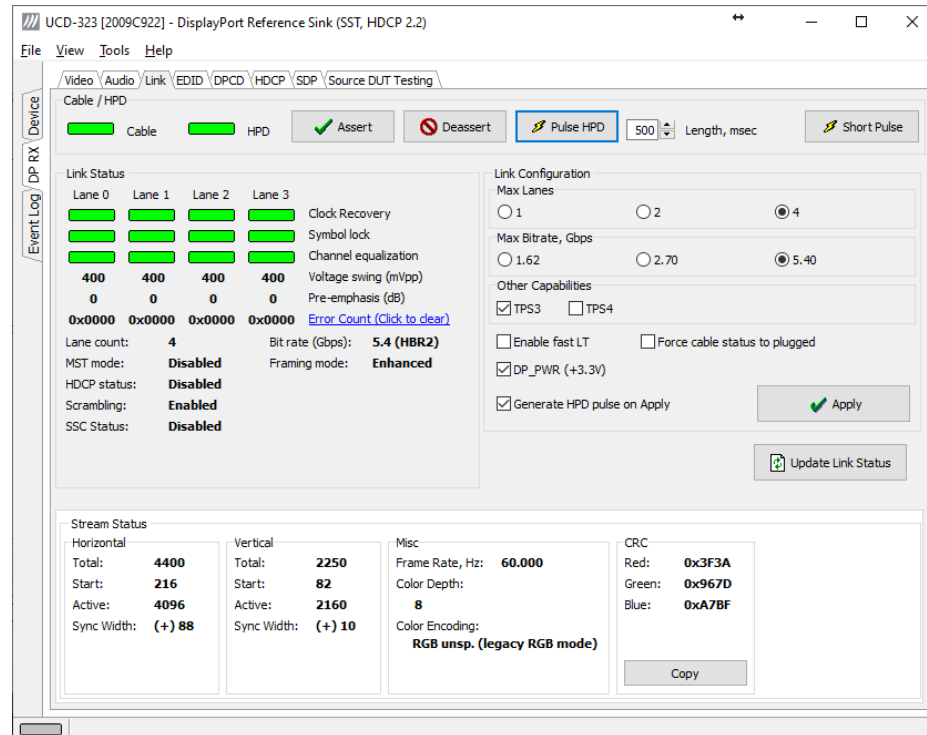 UCD-323 [2009C922] - DisplayPort Reference Sink (SST, HDCP 2.2)
File View Tools Help
Video Audio Link EDID DPCD HDCP SDP Source DUT Testing
Device
DP RX
Event Log
Cable / HPD
Cable HPD Assert Deassert Pulse HPD 500 Length, msec Short Pulse
Link Status
Lane 0 Lane 1 Lane 2 Lane 3
Clock Recovery
Symbol lock
Channel equalization
400 400 400 400 Voltage swing (mVpp)
0 0 0 0 Pre-emphasis (dB)
0x0000 0x0000 0x0000 0x0000 Error Count (Click to clear)
Lane count: 4 Bit rate (Gbps): 5.4 (HBR2)
MST mode: Disabled Framing mode: Enhanced
HDCP status: Disabled
Scrambling: Enabled
SSC Status: Disabled
Link Configuration
Max Lanes
1 2 4
Max Bitrate, Gbps
1.62 2.70 5.40
Other Capabilities
TPS3 TPS4
Enable fast LT Force cable status to plugged
DP_PWR (+3.3V)
Generate HPD pulse on Apply Apply
Update Link Status
Stream Status
Horizontal
Total: 4400
Start: 216
Active: 4096
Sync Width: (+) 88
Vertical
Total: 2250
Start: 82
Active: 2160
Sync Width: (+) 10
Misc
Frame Rate, Hz: 60.000
Color Depth:
8
Color Encoding:
RGB unsp. (legacy RGB mode)
CRC
Red: 0x3F3A
Green: 0x967D
Blue: 0xA7BF
Copy